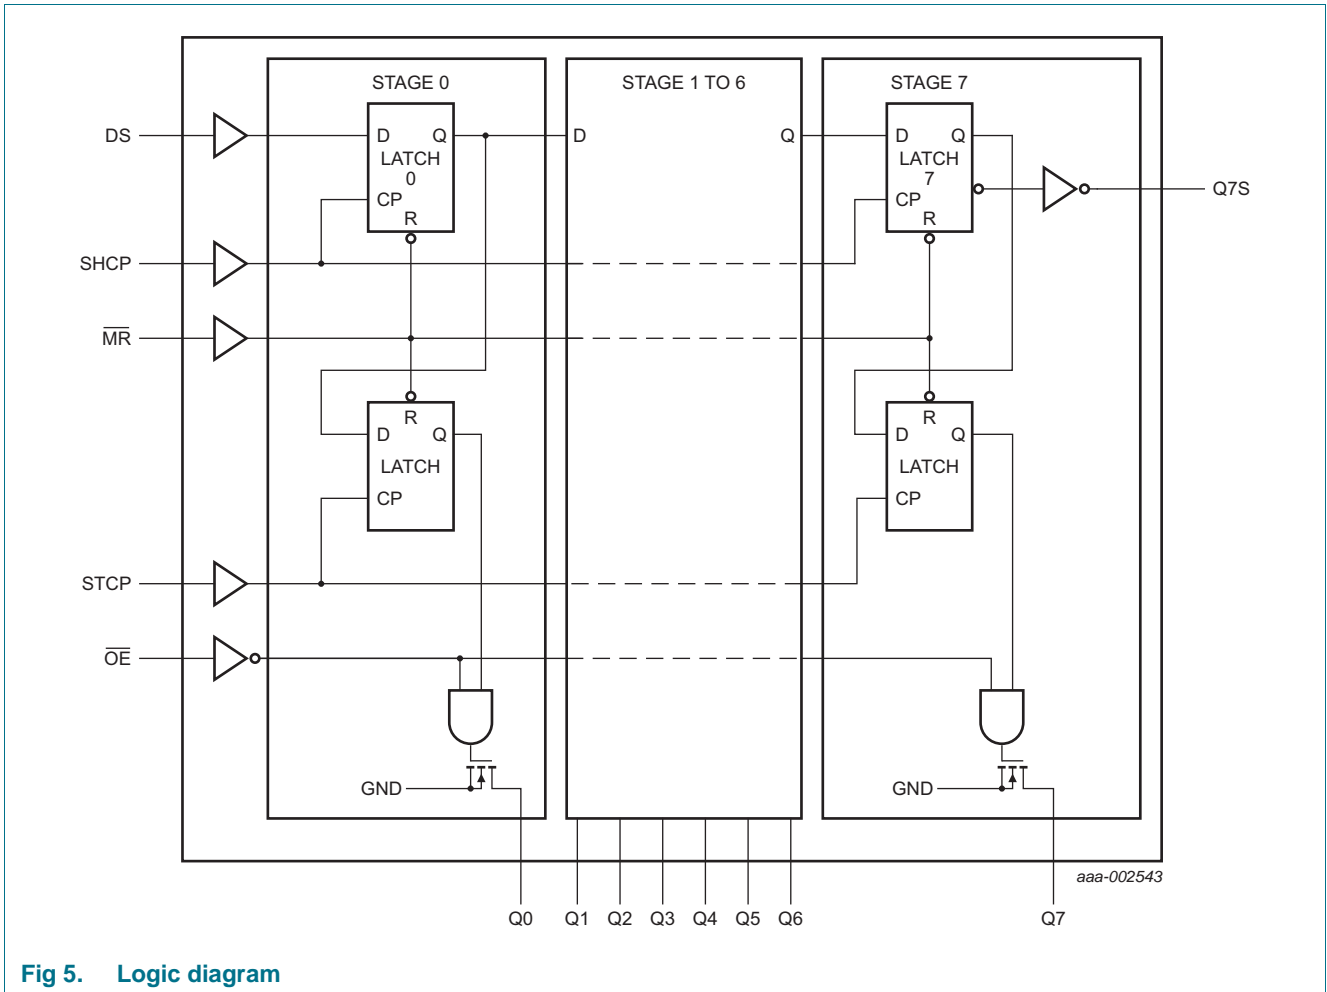 STAGE 0
STAGE 1 TO 6
STAGE 7
DS
D Q
LATCH
0
CP
R
D Q
D Q
LATCH
7
CP
R
Q7S
SHCP
M̅R̅
R
D Q
LATCH
CP
R
D Q
LATCH
CP
STCP
O̅E̅
GND
GND
aaa-002543
Q0 Q1 Q2 Q3 Q4 Q5 Q6 Q7
Fig 5. Logic diagram